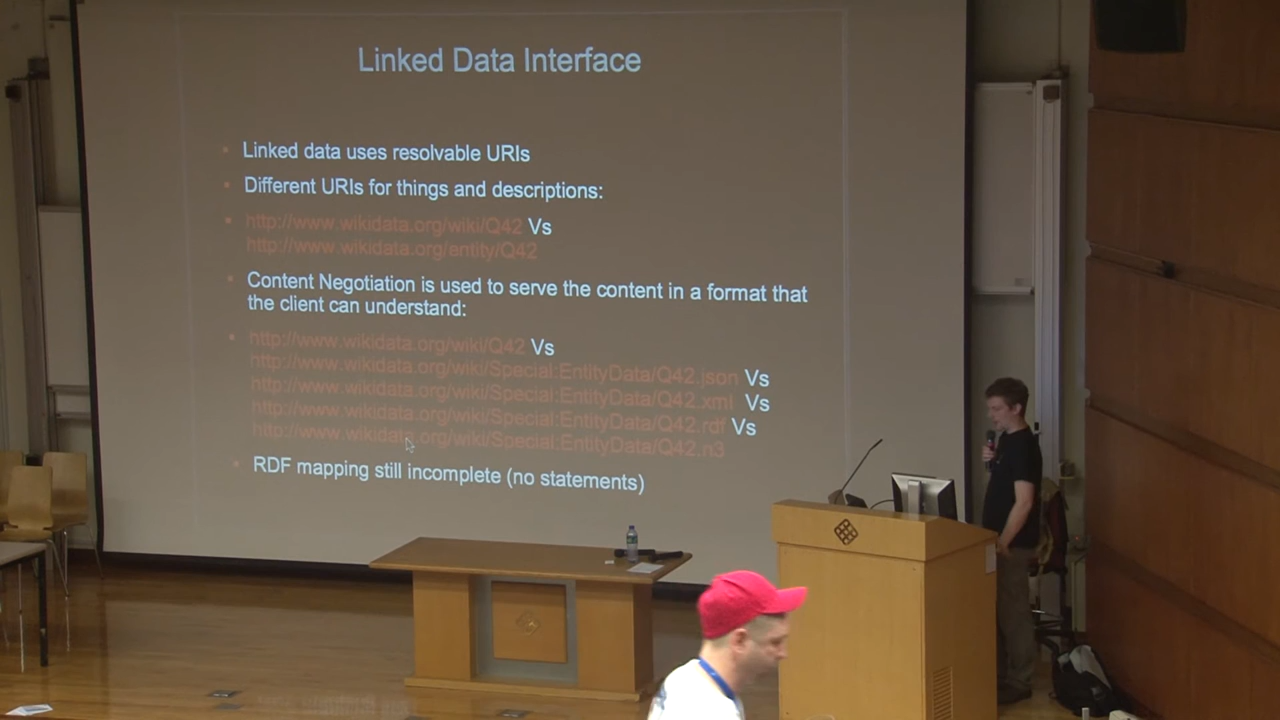 Linked Data Interface
Linked data uses resolvable URIs
Different URIs for things and descriptions:
http://www.wikidata.org/wiki/Q42 Vs
http://www.wikidata.org/entity/Q42
Content Negotiation is used to serve the content in a format that
the client can understand:
http://www.wikidata.org/wiki/Q42 Vs
http://www.wikidata.org/wiki/Special:EntityData/Q42.json Vs
http://www.wikidata.org/wiki/Special:EntityData/Q42.xml Vs
http://www.wikidata.org/wiki/Special:EntityData/Q42.rdf Vs
http://www.wikidata.org/wiki/Special:EntityData/Q42.n3
RDF mapping still incomplete (no statements)